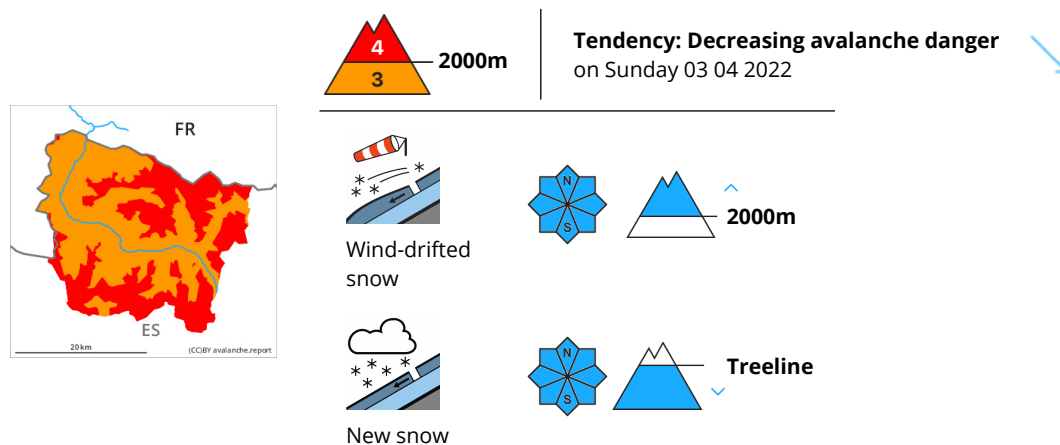 4
3
2000m
Tendency: Decreasing avalanche danger
on Sunday 03 04 2022
FR
ES
20 km
(CC)BY avalanche.report
N
S
2000m
Wind-drifted
snow
N
S
Treeline
New snow